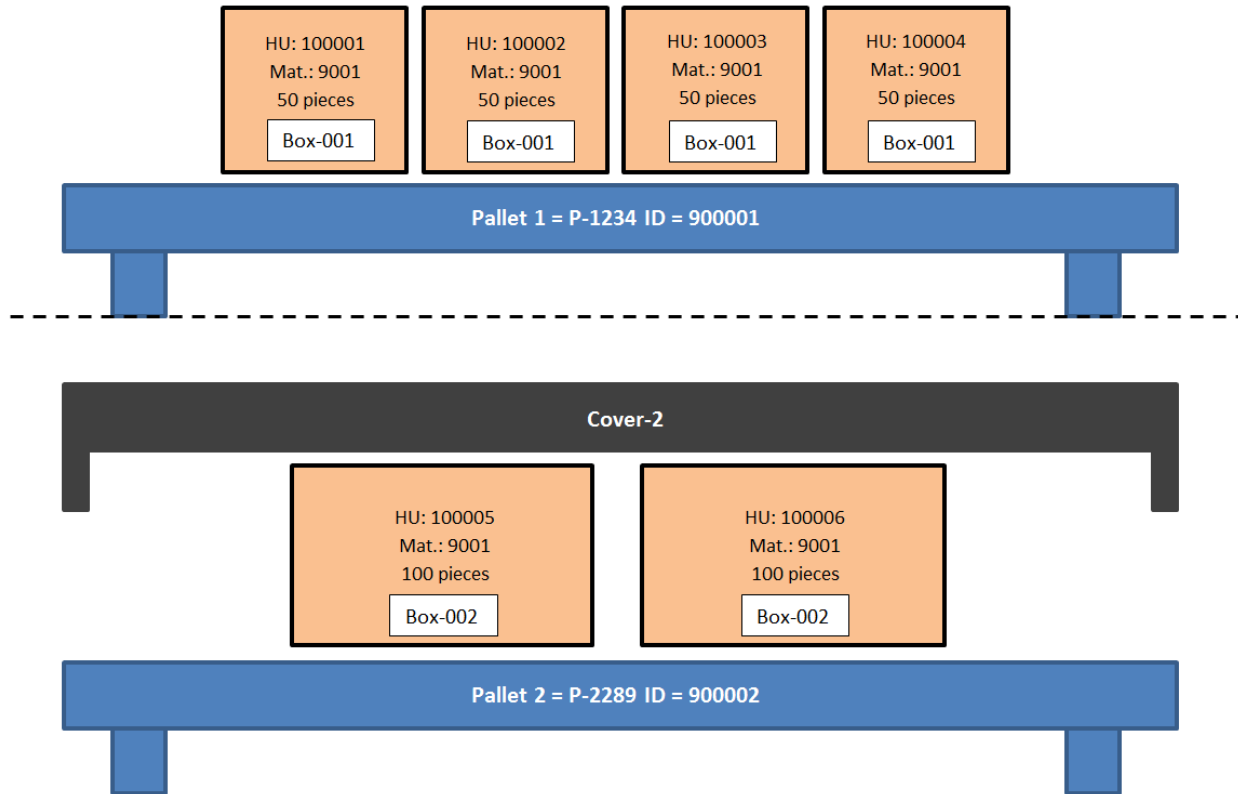 HU: 100001
Mat.: 9001
50 pieces
Box-001
HU: 100002
Mat.: 9001
50 pieces
Box-001
HU: 100003
Mat.: 9001
50 pieces
Box-001
HU: 100004
Mat.: 9001
50 pieces
Box-001
Pallet 1 = P-1234 ID = 900001
Cover-2
HU: 100005
Mat.: 9001
100 pieces
Box-002
HU: 100006
Mat.: 9001
100 pieces
Box-002
Pallet 2 = P-2289 ID = 900002